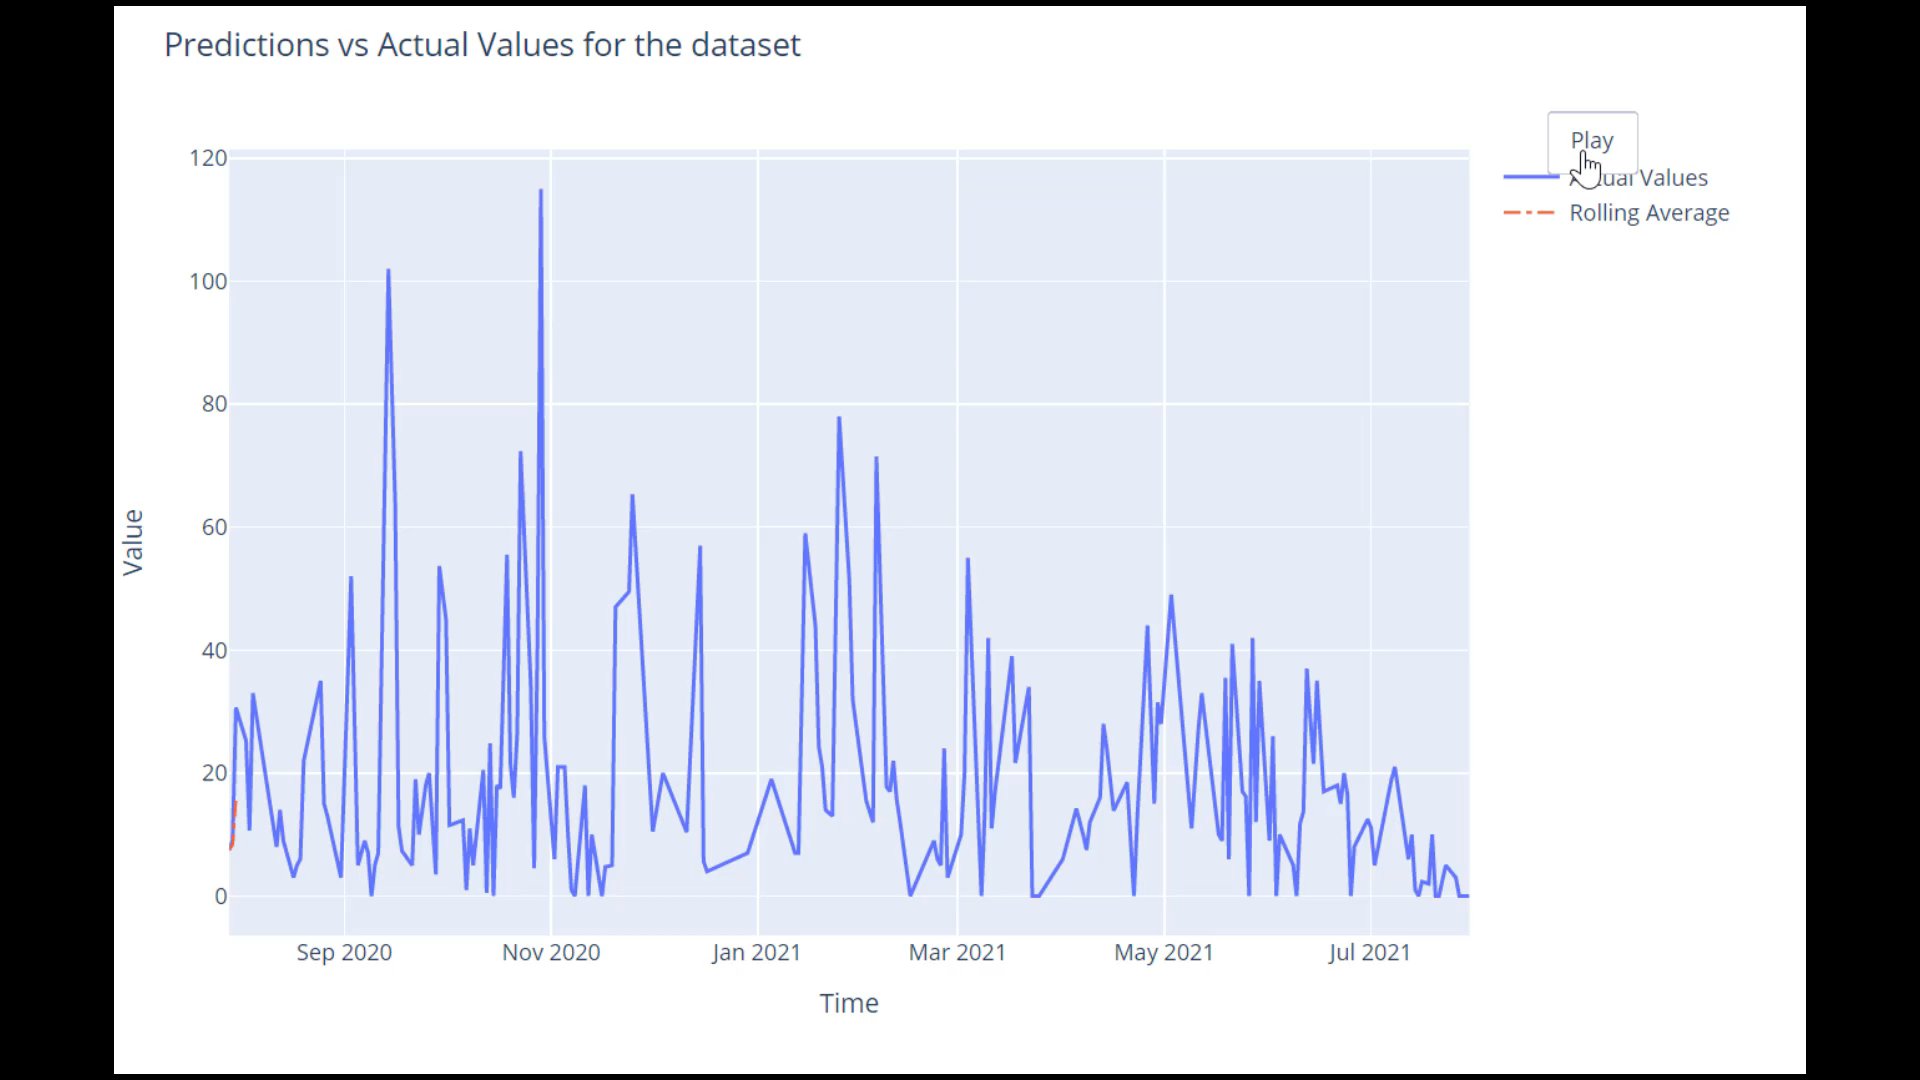 Predictions vs Actual Values for the dataset
Play
Values
Rolling Average
120
100
80
60
40
20
0
Value
Sep 2020
Nov 2020
Jan 2021
Mar 2021
May 2021
Jul 2021
Time